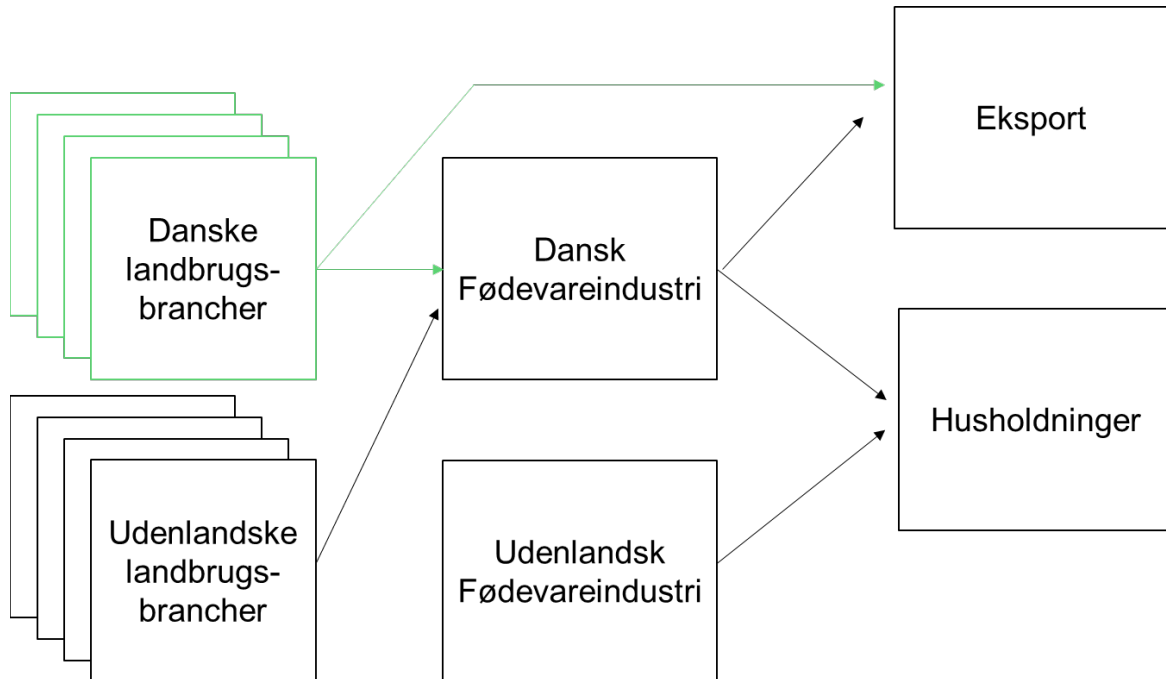 Eksport
Danske
landbrugs-
brancher
Dansk
Fødevareindustri
Husholdninger
Udenlandske
landbrugs-
brancher
Udenlandsk
Fødevareindustri